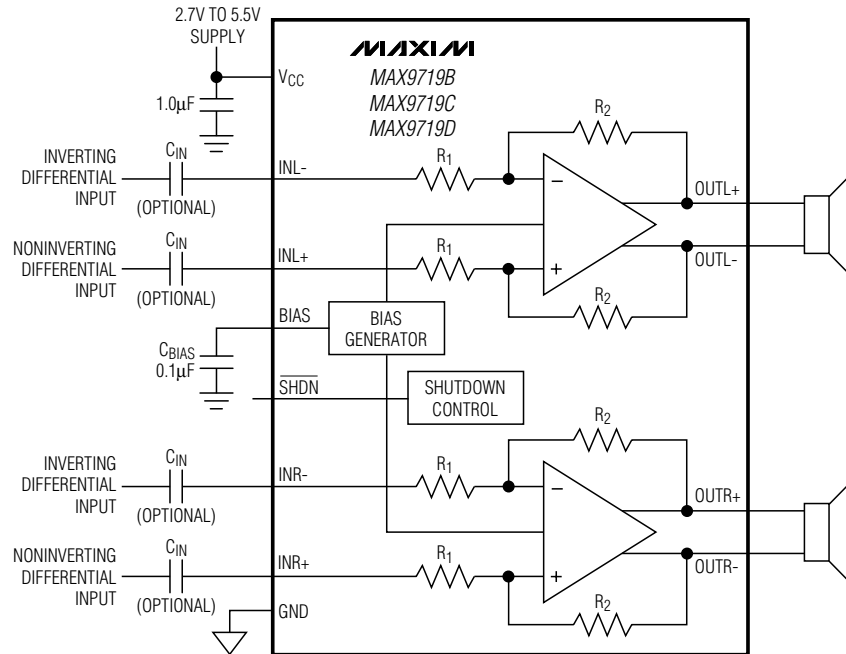 2.7V TO 5.5V
SUPPLY
VCC
1.0μF
MAXIM
MAX9719B
MAX9719C
MAX9719D
INVERTING
DIFFERENTIAL
INPUT
CIN
(OPTIONAL)
INL-
R1
R2
−
OUTL+
NONINVERTING
DIFFERENTIAL
INPUT
CIN
(OPTIONAL)
INL+
R1
+
R2
OUTL-
BIAS
BIAS
GENERATOR
CBIAS
0.1μF
SHDN
SHUTDOWN
CONTROL
INVERTING
DIFFERENTIAL
INPUT
CIN
(OPTIONAL)
INR-
R1
R2
−
OUTR+
NONINVERTING
DIFFERENTIAL
INPUT
CIN
(OPTIONAL)
INR+
R1
+
R2
OUTR-
GND